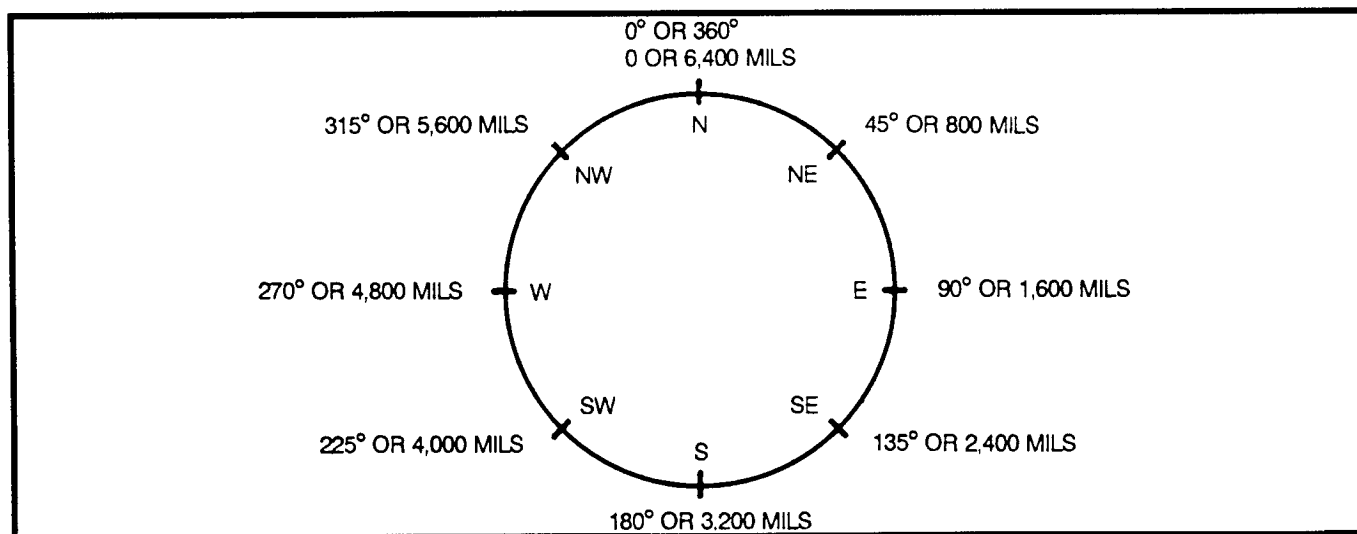 0° OR 360°
0 OR 6,400 MILS
315° OR 5,600 MILS
45° OR 800 MILS
N
NW
NE
270° OR 4,800 MILS
W
E
90° OR 1,600 MILS
SW
SE
225° OR 4,000 MILS
S
135° OR 2,400 MILS
180° OR 3,200 MILS